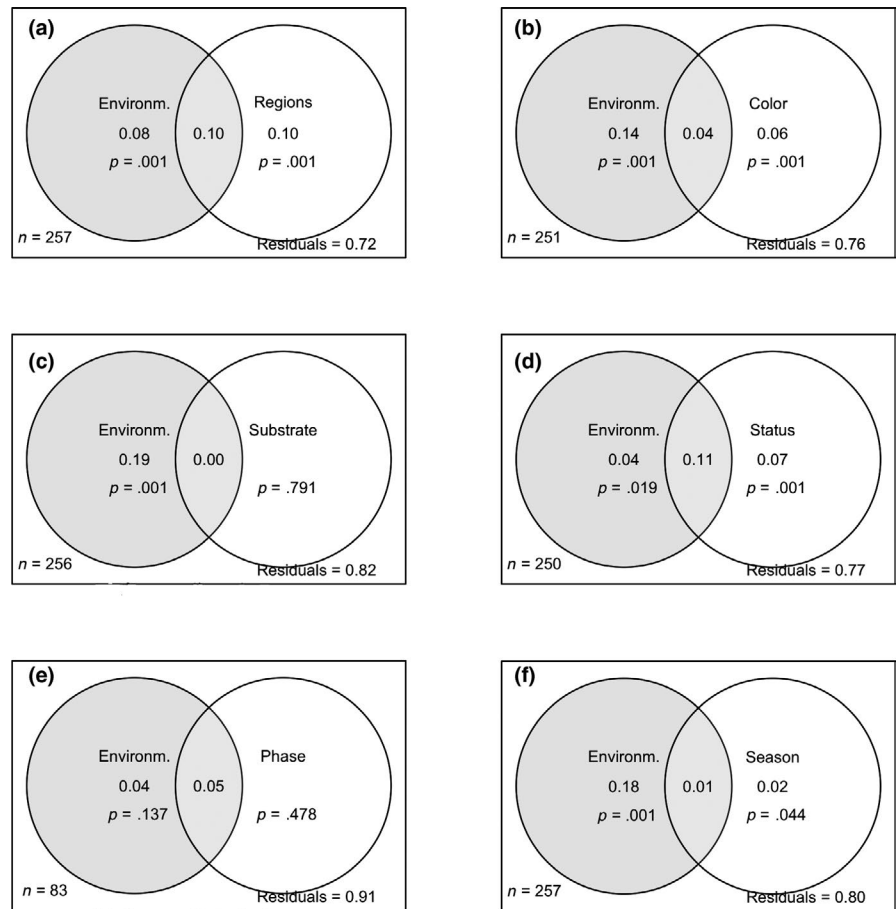 (a)
Environm. Regions
0.08 0.10 0.10
p = .001 p = .001
n = 257
Residuals = 0.72
(b)
Environm. Color
0.14 0.04 0.06
p = .001 p = .001
n = 251
Residuals = 0.76
(c)
Environm. Substrate
0.19 0.00
p = .001 p = .791
n = 256
Residuals = 0.82
(d)
Environm. Status
0.04 0.11 0.07
p = .019 p = .001
n = 250
Residuals = 0.77
(e)
Environm. Phase
0.04 0.05
p = .137 p = .478
n = 83
Residuals = 0.91
(f)
Environm. Season
0.18 0.01 0.02
p = .001 p = .044
n = 257
Residuals = 0.80